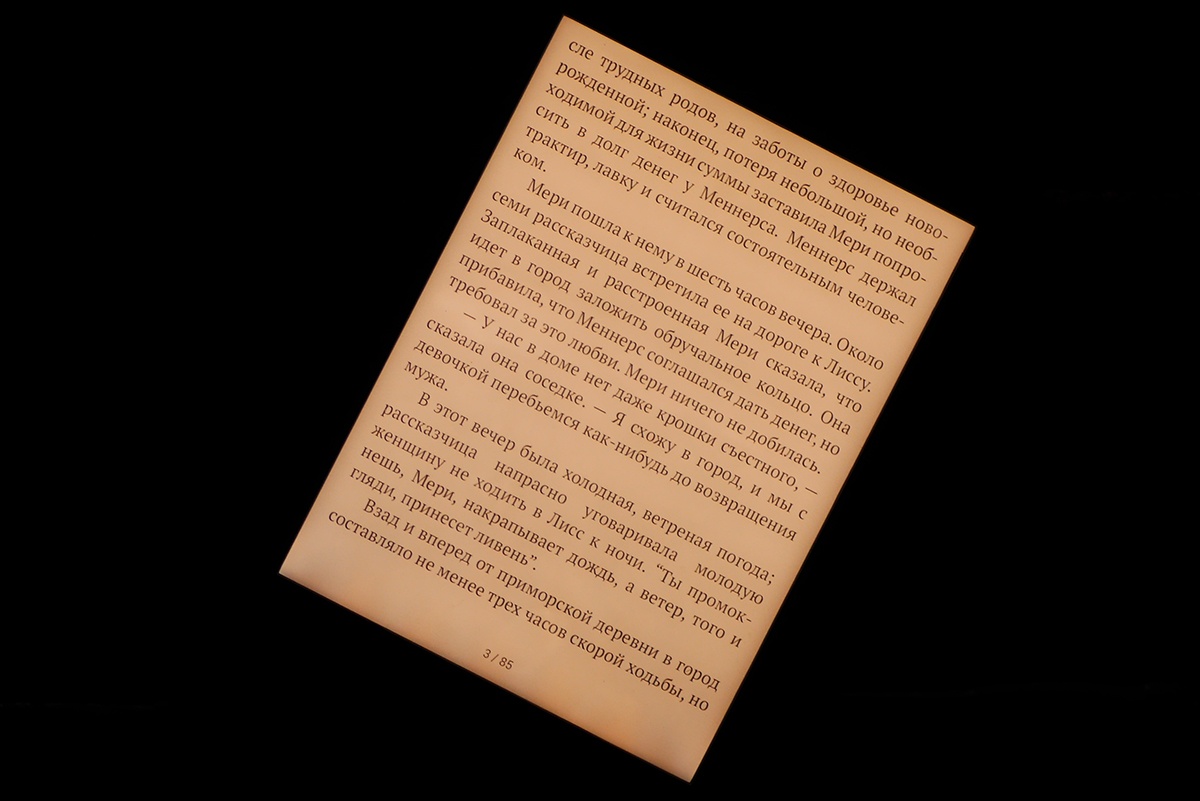 сле трудных родов, на заботы о здоровье ново-
рожденной; наконец, потеря небольшой, но необ-
ходимой для жизни суммы заставила Мери попро-
сить в долг денег у Меннерса. Меннерс держал
трактир, лавку и считался состоятельным челове-
ком.
Мери пошла к нему в шесть часов вечера. Около
семи рассказчица встретила ее на дороге к Лиссу.
Заплаканная и расстроенная Мери сказала, что
идет в город заложить обручальное кольцо. Она
прибавила, что Меннерс соглашался дать денег, но
требовал за это любви. Мери ничего не добилась.
— У нас в доме нет даже крошки съестного, —
сказала она соседке. — Я схожу в город, и мы с
девочкой перебьемся как-нибудь до возвращения
мужа.
В этот вечер была холодная, ветреная погода;
рассказчица напрасно уговаривала молодую
женщину не ходить в Лисс к ночи. “Ты промок-
нешь, Мери, накрапывает дождь, а ветер, того и
гляди, принесет ливень”.
Взад и вперед от приморской деревни в город
составляло не менее трех часов скорой ходьбы, но
3 / 85